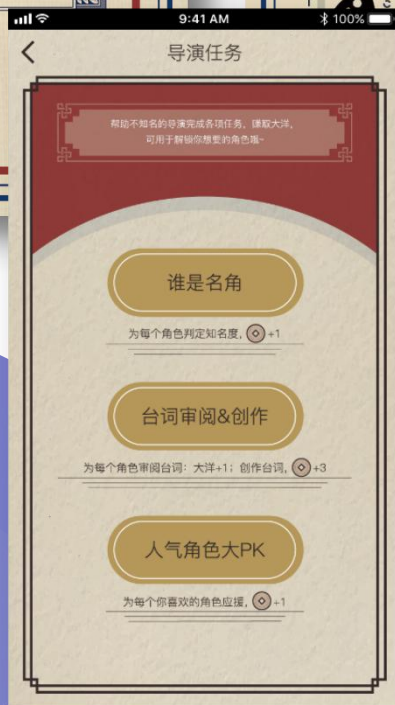 9:41 AM
100%
导演任务
帮助不知名的导演完成各项任务，赚取大洋，
可用于解锁你想要的角色哦~
谁是名角
为每个角色判定知名度，+1
台词审阅&创作
为每个角色审阅台词：大洋+1；创作台词，+3
人气角色大PK
为每个你喜欢的角色应援，+1